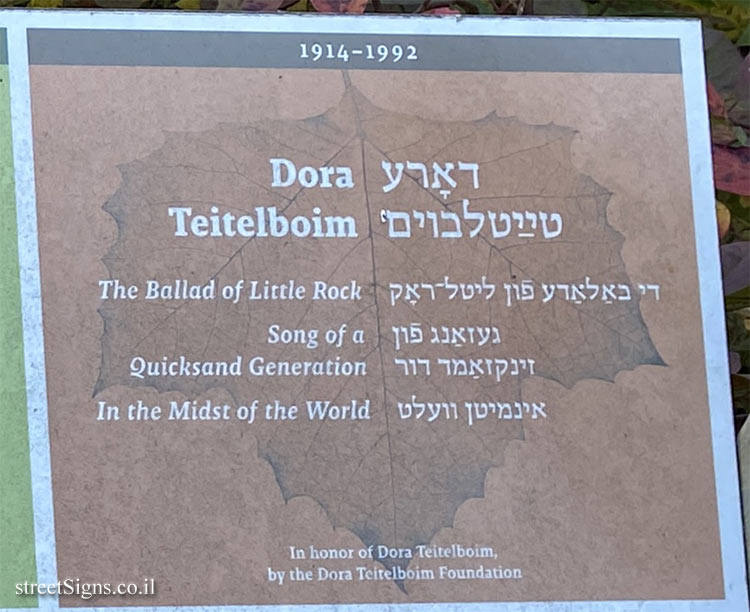 1914–1992
Dora דאָרע
Teitelboim טײַטלבוים
The Ballad of Little Rock די באַלאַדע פֿון ליטל־ראָק
Song of a געזאַנג פֿון
Quicksand Generation זינקזאַמד דור
In the Midst of the World אינמיטן וועלט
In honor of Dora Teitelboim,
by the Dora Teitelboim Foundation
streetSigns.co.il